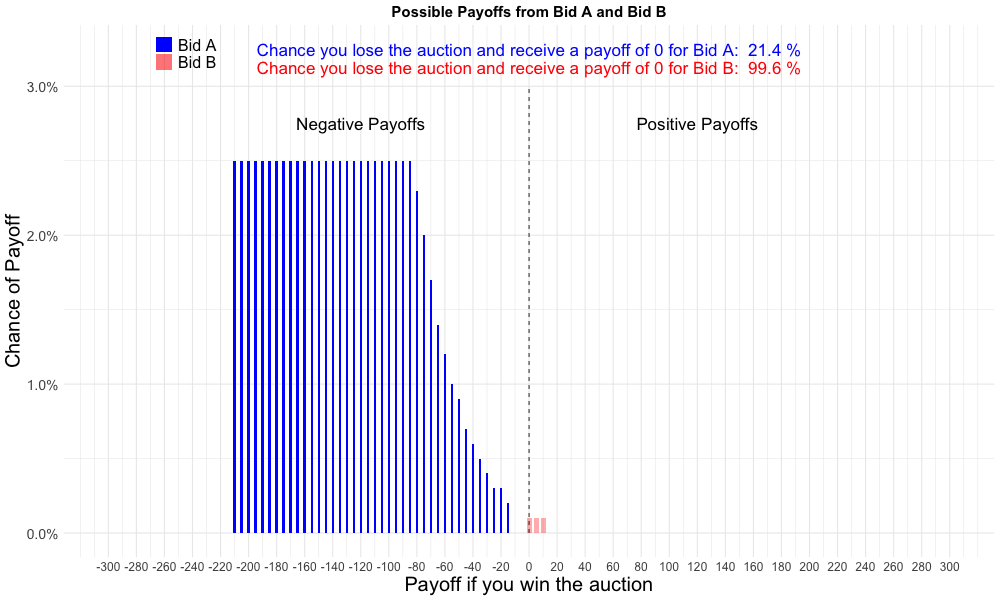 Possible Payoffs from Bid A and Bid B
Bid A
Bid B
Chance you lose the auction and receive a payoff of 0 for Bid A:  21.4 %
Chance you lose the auction and receive a payoff of 0 for Bid B:  99.6 %
Negative Payoffs
Positive Payoffs
Chance of Payoff
3.0%
2.0%
1.0%
0.0%
-300 -280 -260 -240 -220 -200 -180 -160 -140 -120 -100 -80 -60 -40 -20 0 20 40 60 80 100 120 140 160 180 200 220 240 260 280 300
Payoff if you win the auction